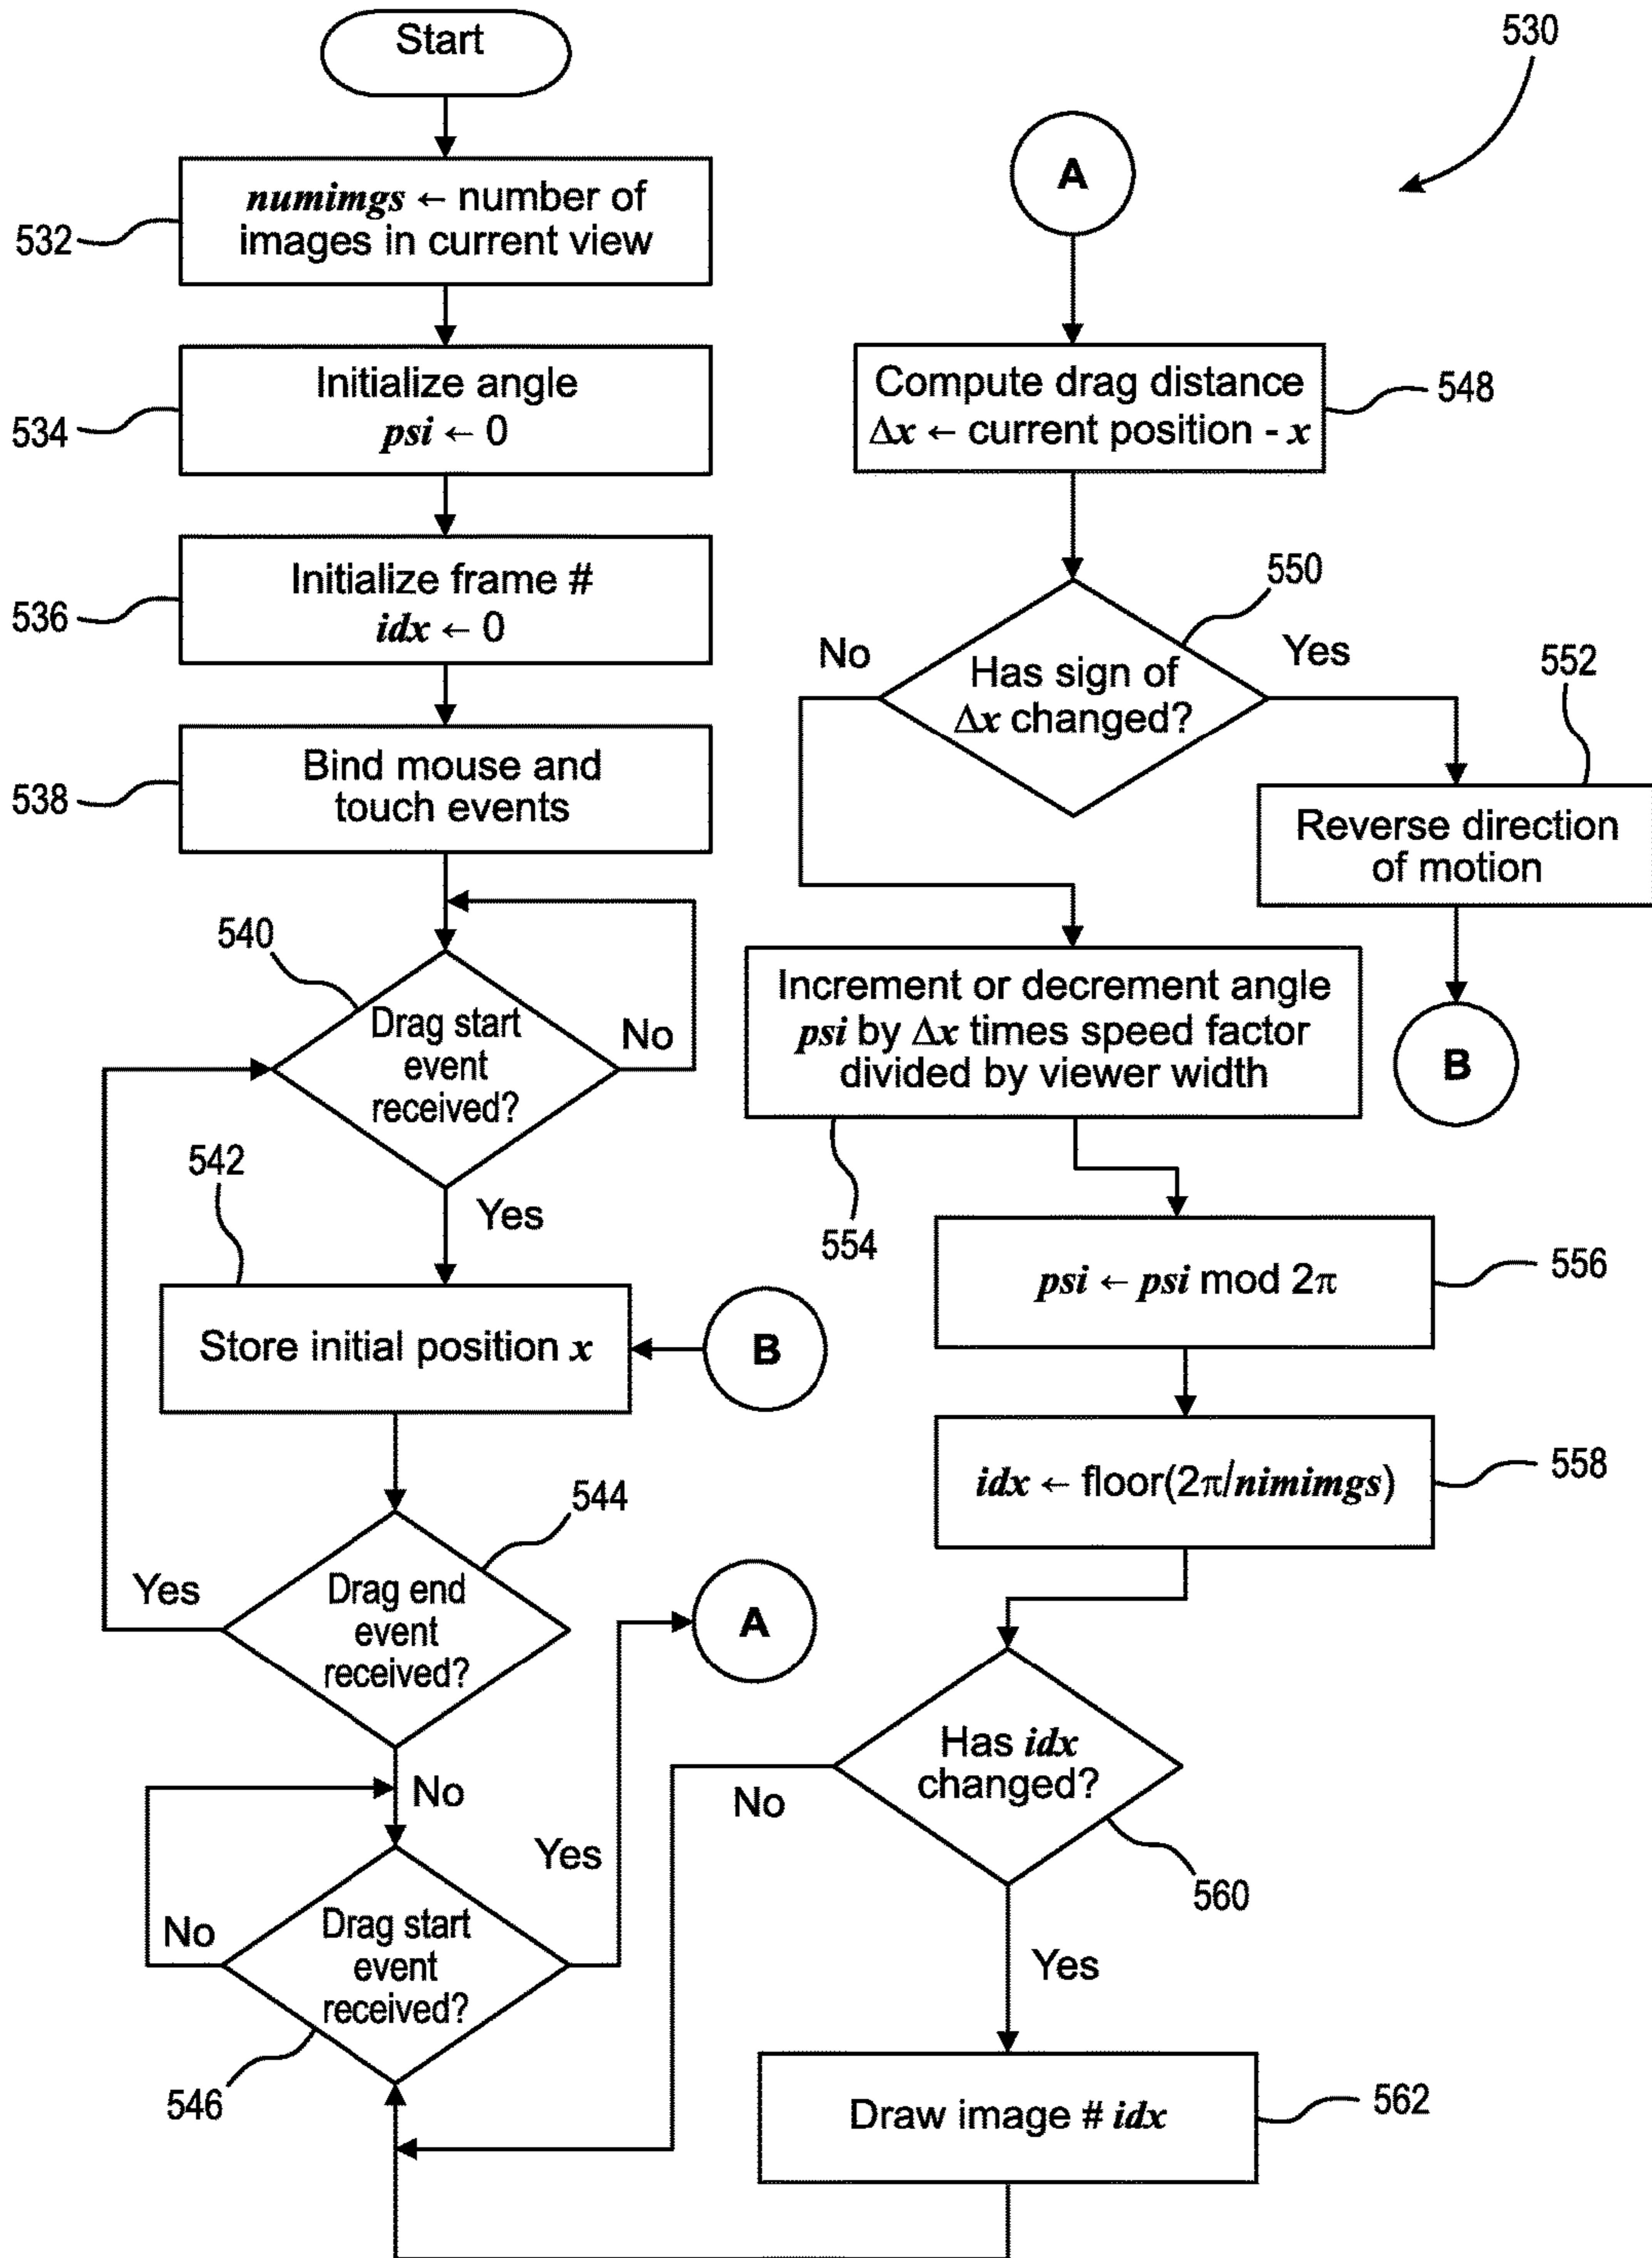 Start
530
numimgs ← number of
images in current view
532
Initialize angle
psi ← 0
534
Initialize frame #
idx ← 0
536
Bind mouse and
touch events
538
540
Drag start
event
received?
No
Yes
542
Store initial position x
B
544
Drag end
event
received?
Yes
No
A
Drag start
event
received?
No
Yes
546
A
Compute drag distance
Δx ← current position - x
548
550
Has sign of
Δx changed?
No
Yes
552
Reverse direction
of motion
B
Increment or decrement angle
psi by Δx times speed factor
divided by viewer width
554
psi ← psi mod 2π
556
idx ← floor(2π/nimimgs)
558
Has idx
changed?
No
560
Yes
Draw image # idx
562